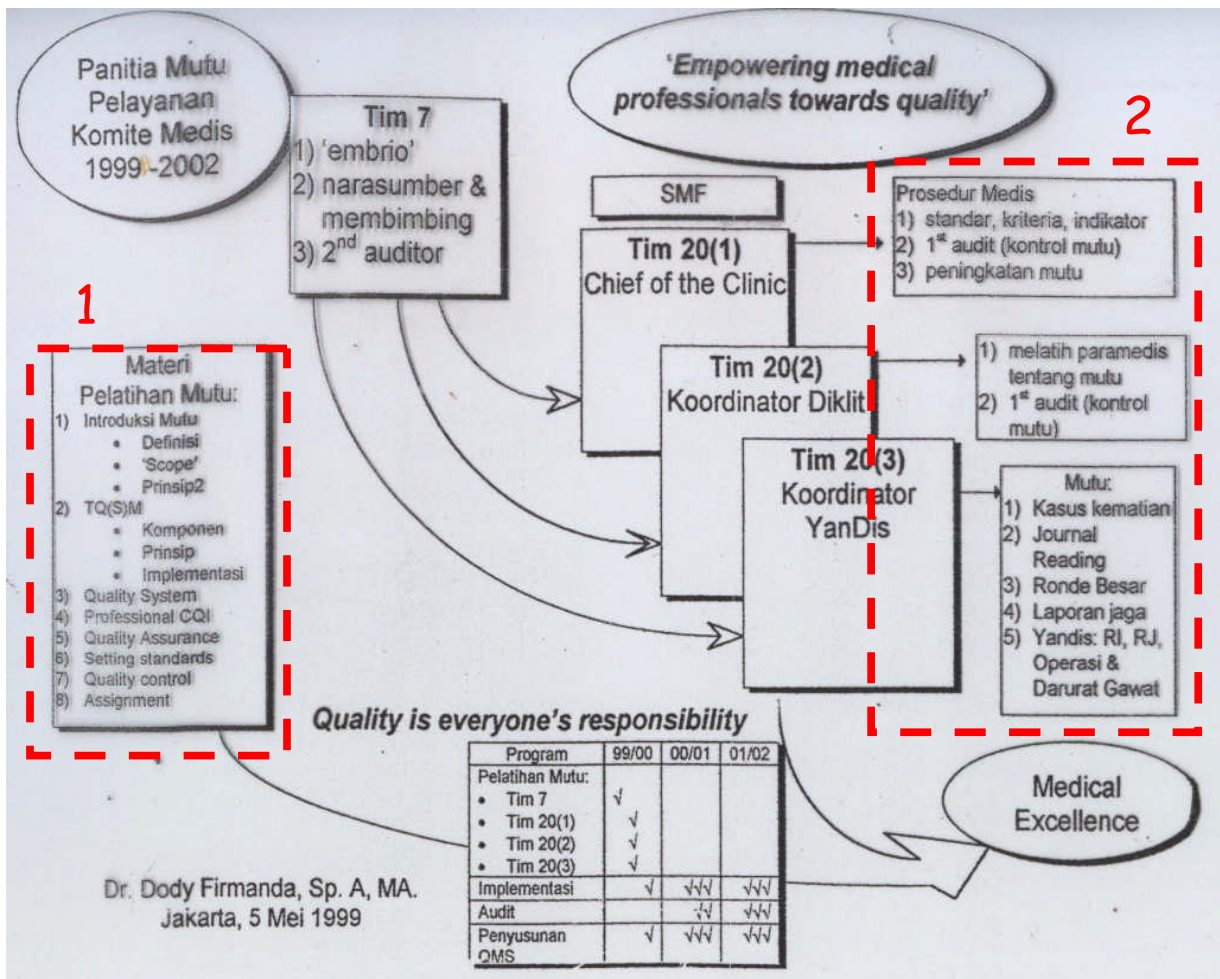 Panitia Mutu
Pelayanan
Komite Medis
1999 -2002
Tim 7
1) 'embrio'
2) narasumber &
membimbing
3) 2nd auditor
'Empowering medical
professionals towards quality'
2
SMF
Tim 20(1)
Chief of the Clinic
Prosedur Medis
1) standar, kriteria, indikator
2) 1st audit (kontrol mutu)
3) peningkatan mutu
Tim 20(2)
Koordinator Diklit
1) melatih paramedis
tentang mutu
2) 1st audit (kontrol
mutu)
Tim 20(3)
Koordinator
YanDis
Mutu:
1) Kasus kematian
2) Journal
Reading
3) Ronde Besar
4) Laporan jaga
5) Yandis: RI, RJ,
Operasi &
Darurat Gawat
1
Materi
Pelatihan Mutu:
1) Introduksi Mutu
• Definisi
• 'Scope'
• Prinsip2
2) TQ(S)M
• Komponen
• Prinsip
• Implementasi
3) Quality System
4) Professional CQI
5) Quality Assurance
6) Setting standards
7) Quality control
8) Assignment
Quality is everyone's responsibility
Program 99/00 00/01 01/02
Pelatihan Mutu:
• Tim 7 √
• Tim 20(1) √
• Tim 20(2) √
• Tim 20(3) √
Implementasi √ √√√ √√√
Audit √√ √√√
Penyusunan √ √√√ √√√
QMS
Medical
Excellence
Dr. Dody Firmanda, Sp. A, MA.
Jakarta, 5 Mei 1999